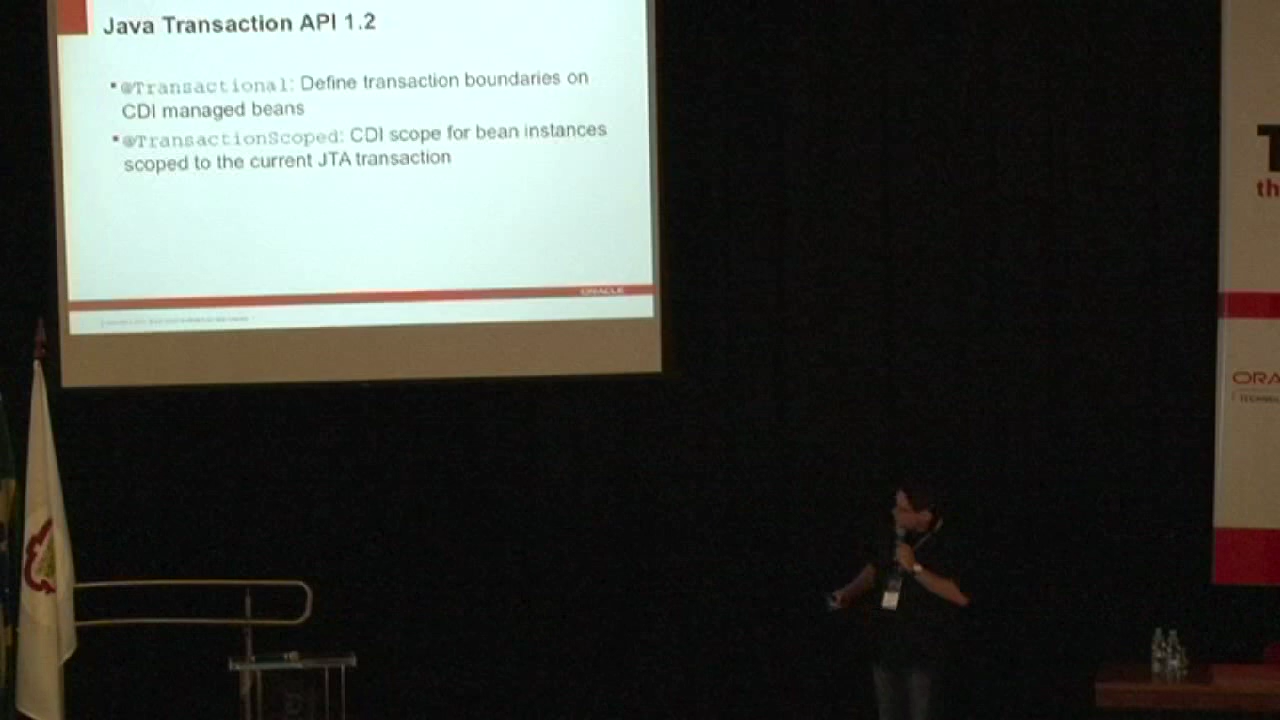 Java Transaction API 1.2
@Transactional: Define transaction boundaries on
CDI managed beans
@TransactionScoped: CDI scope for bean instances
scoped to the current JTA transaction
ORACLE